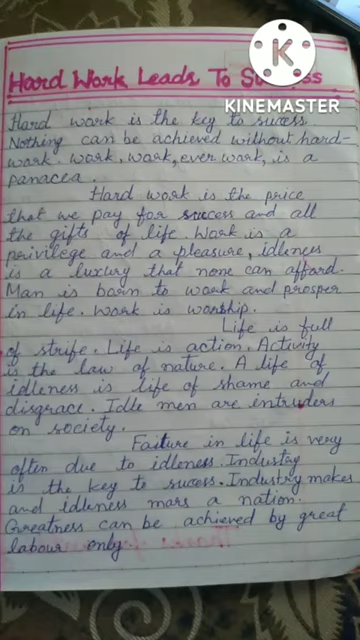 K
KINEMASTER
Hard Work Leads To Success
Hard work is the key to sucess.
Nothing can be achieved without hard-
work. work, work, ever work, is a
panacea.
Hard work is the price
that we pay for success and all
the gifts of life. Work is a
privilege and a pleasure, idleness
is a luxury that none can afford.
Man is born to work and prosper
in life. Work is worship.
Life is full
of strife. Life is action. Activity
is the law of nature. A life of
idleness is life of shame and
disgrace. Idle men are intruders
on society.
Failure in life is very
often due to idleness. Industry
is the key to sucess. Industry makes
and idleness mars a nation.
Greatness can be achieved by great
labour only